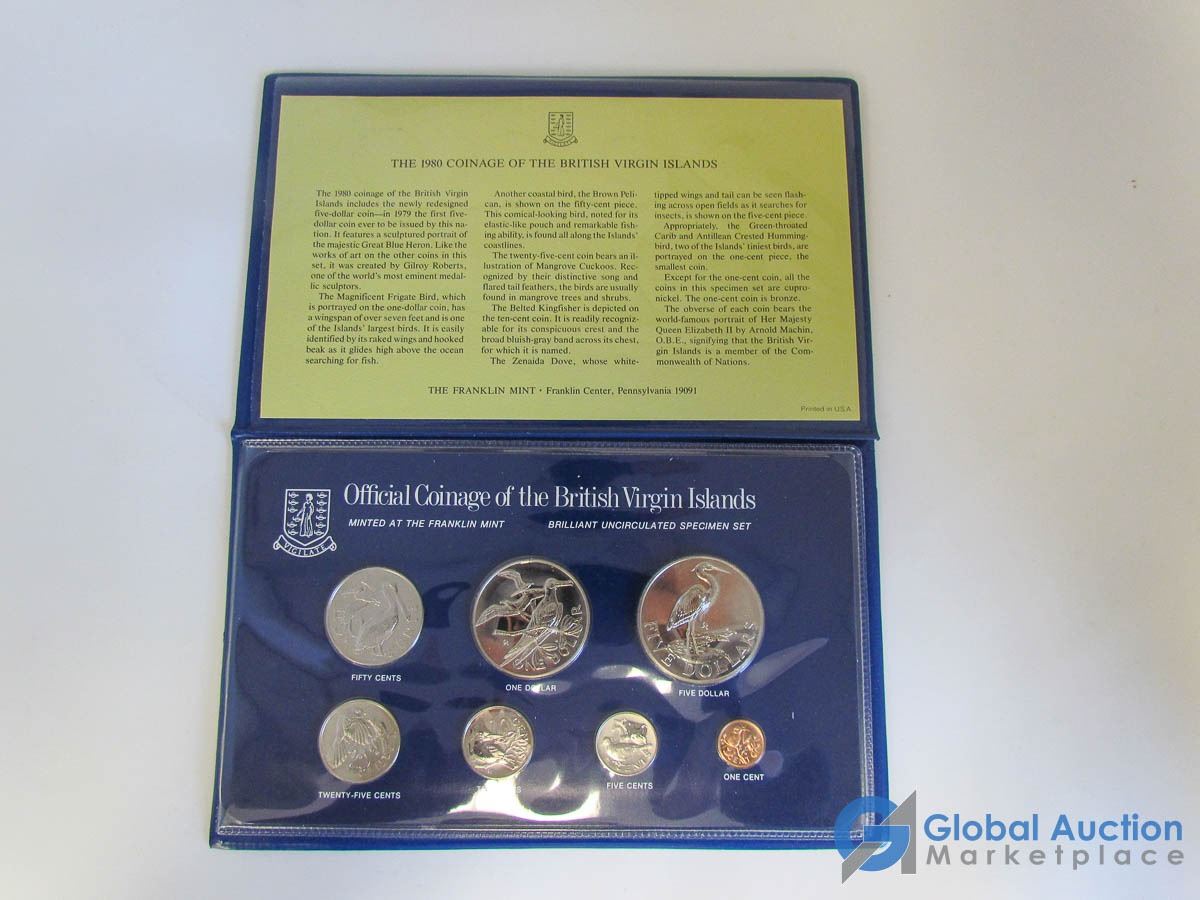 VIGILATE
THE 1980 COINAGE OF THE BRITISH VIRGIN ISLANDS
The 1980 coinage of the British Virgin
Islands includes the newly redesigned
five-dollar coin—in 1979 the first five-
dollar coin ever to be issued by this na-
tion. It features a sculptured portrait of
the majestic Great Blue Heron. Like the
works of art on the other coins in this
set, it was created by Gilroy Roberts,
one of the world's most eminent medal-
lic sculptors.
The Magnificent Frigate Bird, which
is portrayed on the one-dollar coin, has
a wingspan of over seven feet and is one
of the Islands' largest birds. It is easily
identified by its raked wings and hooked
beak as it glides high above the ocean
searching for fish.
Another coastal bird, the Brown Peli-
can, is shown on the fifty-cent piece.
This comical-looking bird, noted for its
elastic-like pouch and remarkable fish-
ing ability, is found all along the Islands'
coastlines.
The twenty-five-cent coin bears an il-
lustration of Mangrove Cuckoos. Rec-
ognized by their distinctive song and
flared tail feathers, the birds are usually
found in mangrove trees and shrubs.
The Belted Kingfisher is depicted on
the ten-cent coin. It is readily recogniz-
able for its conspicuous crest and the
broad bluish-gray band across its chest,
for which it is named.
The Zenaida Dove, whose white-
tipped wings and tail can be seen flash-
ing across open fields as it searches for
insects, is shown on the five-cent piece.
Appropriately, the Green-throated
Carib and Antillean Crested Humming-
bird, two of the Islands' tiniest birds, are
portrayed on the one-cent piece, the
smallest coin.
Except for the one-cent coin, all the
coins in this specimen set are cupro-
nickel. The one-cent coin is bronze.
The obverse of each coin bears the
world-famous portrait of Her Majesty
Queen Elizabeth II by Arnold Machin,
O.B.E., signifying that the British Vir-
gin Islands is a member of the Com-
monwealth of Nations.
THE FRANKLIN MINT • Franklin Center, Pennsylvania 19091
Printed in U.S.A.
Official Coinage of the British Virgin Islands
MINTED AT THE FRANKLIN MINT BRILLIANT UNCIRCULATED SPECIMEN SET
VIGILATE
ONE DOLLAR
FIVE DOLLARS
FIFTY CENTS
ONE DOLLAR
FIVE DOLLAR
TWENTY-FIVE CENTS
FIVE CENTS
ONE CENT
Global Auction
Marketplace